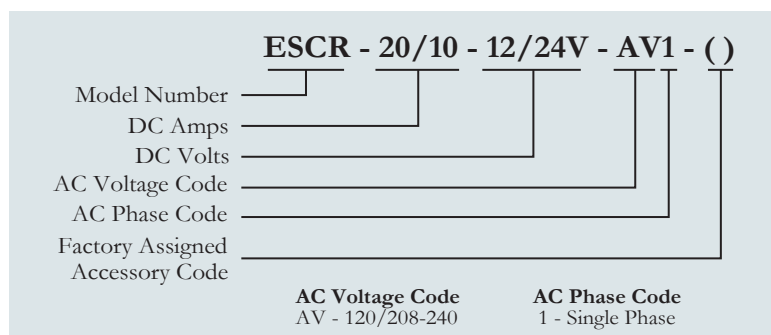 ESCR - 20/10 - 12/24V - AV1 - ( )
Model Number
DC Amps
DC Volts
AC Voltage Code
AC Phase Code
Factory Assigned
Accessory Code
AC Voltage Code
AV - 120/208-240
AC Phase Code
1 - Single Phase